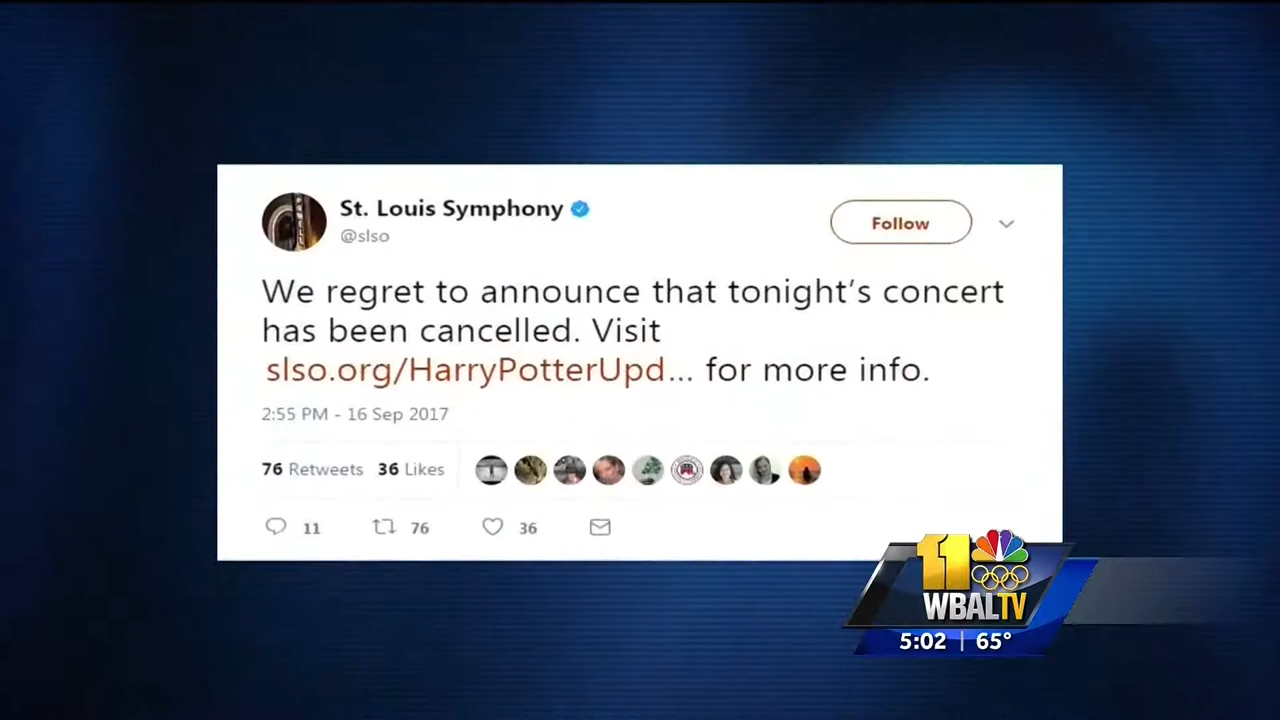 St. Louis Symphony
@slso
Follow
We regret to announce that tonight's concert
has been cancelled. Visit
slso.org/HarryPotterUpd... for more info.
2:55 PM - 16 Sep 2017
76 Retweets 36 Likes
11 76 36
11
WBALTV
5:02 | 65°